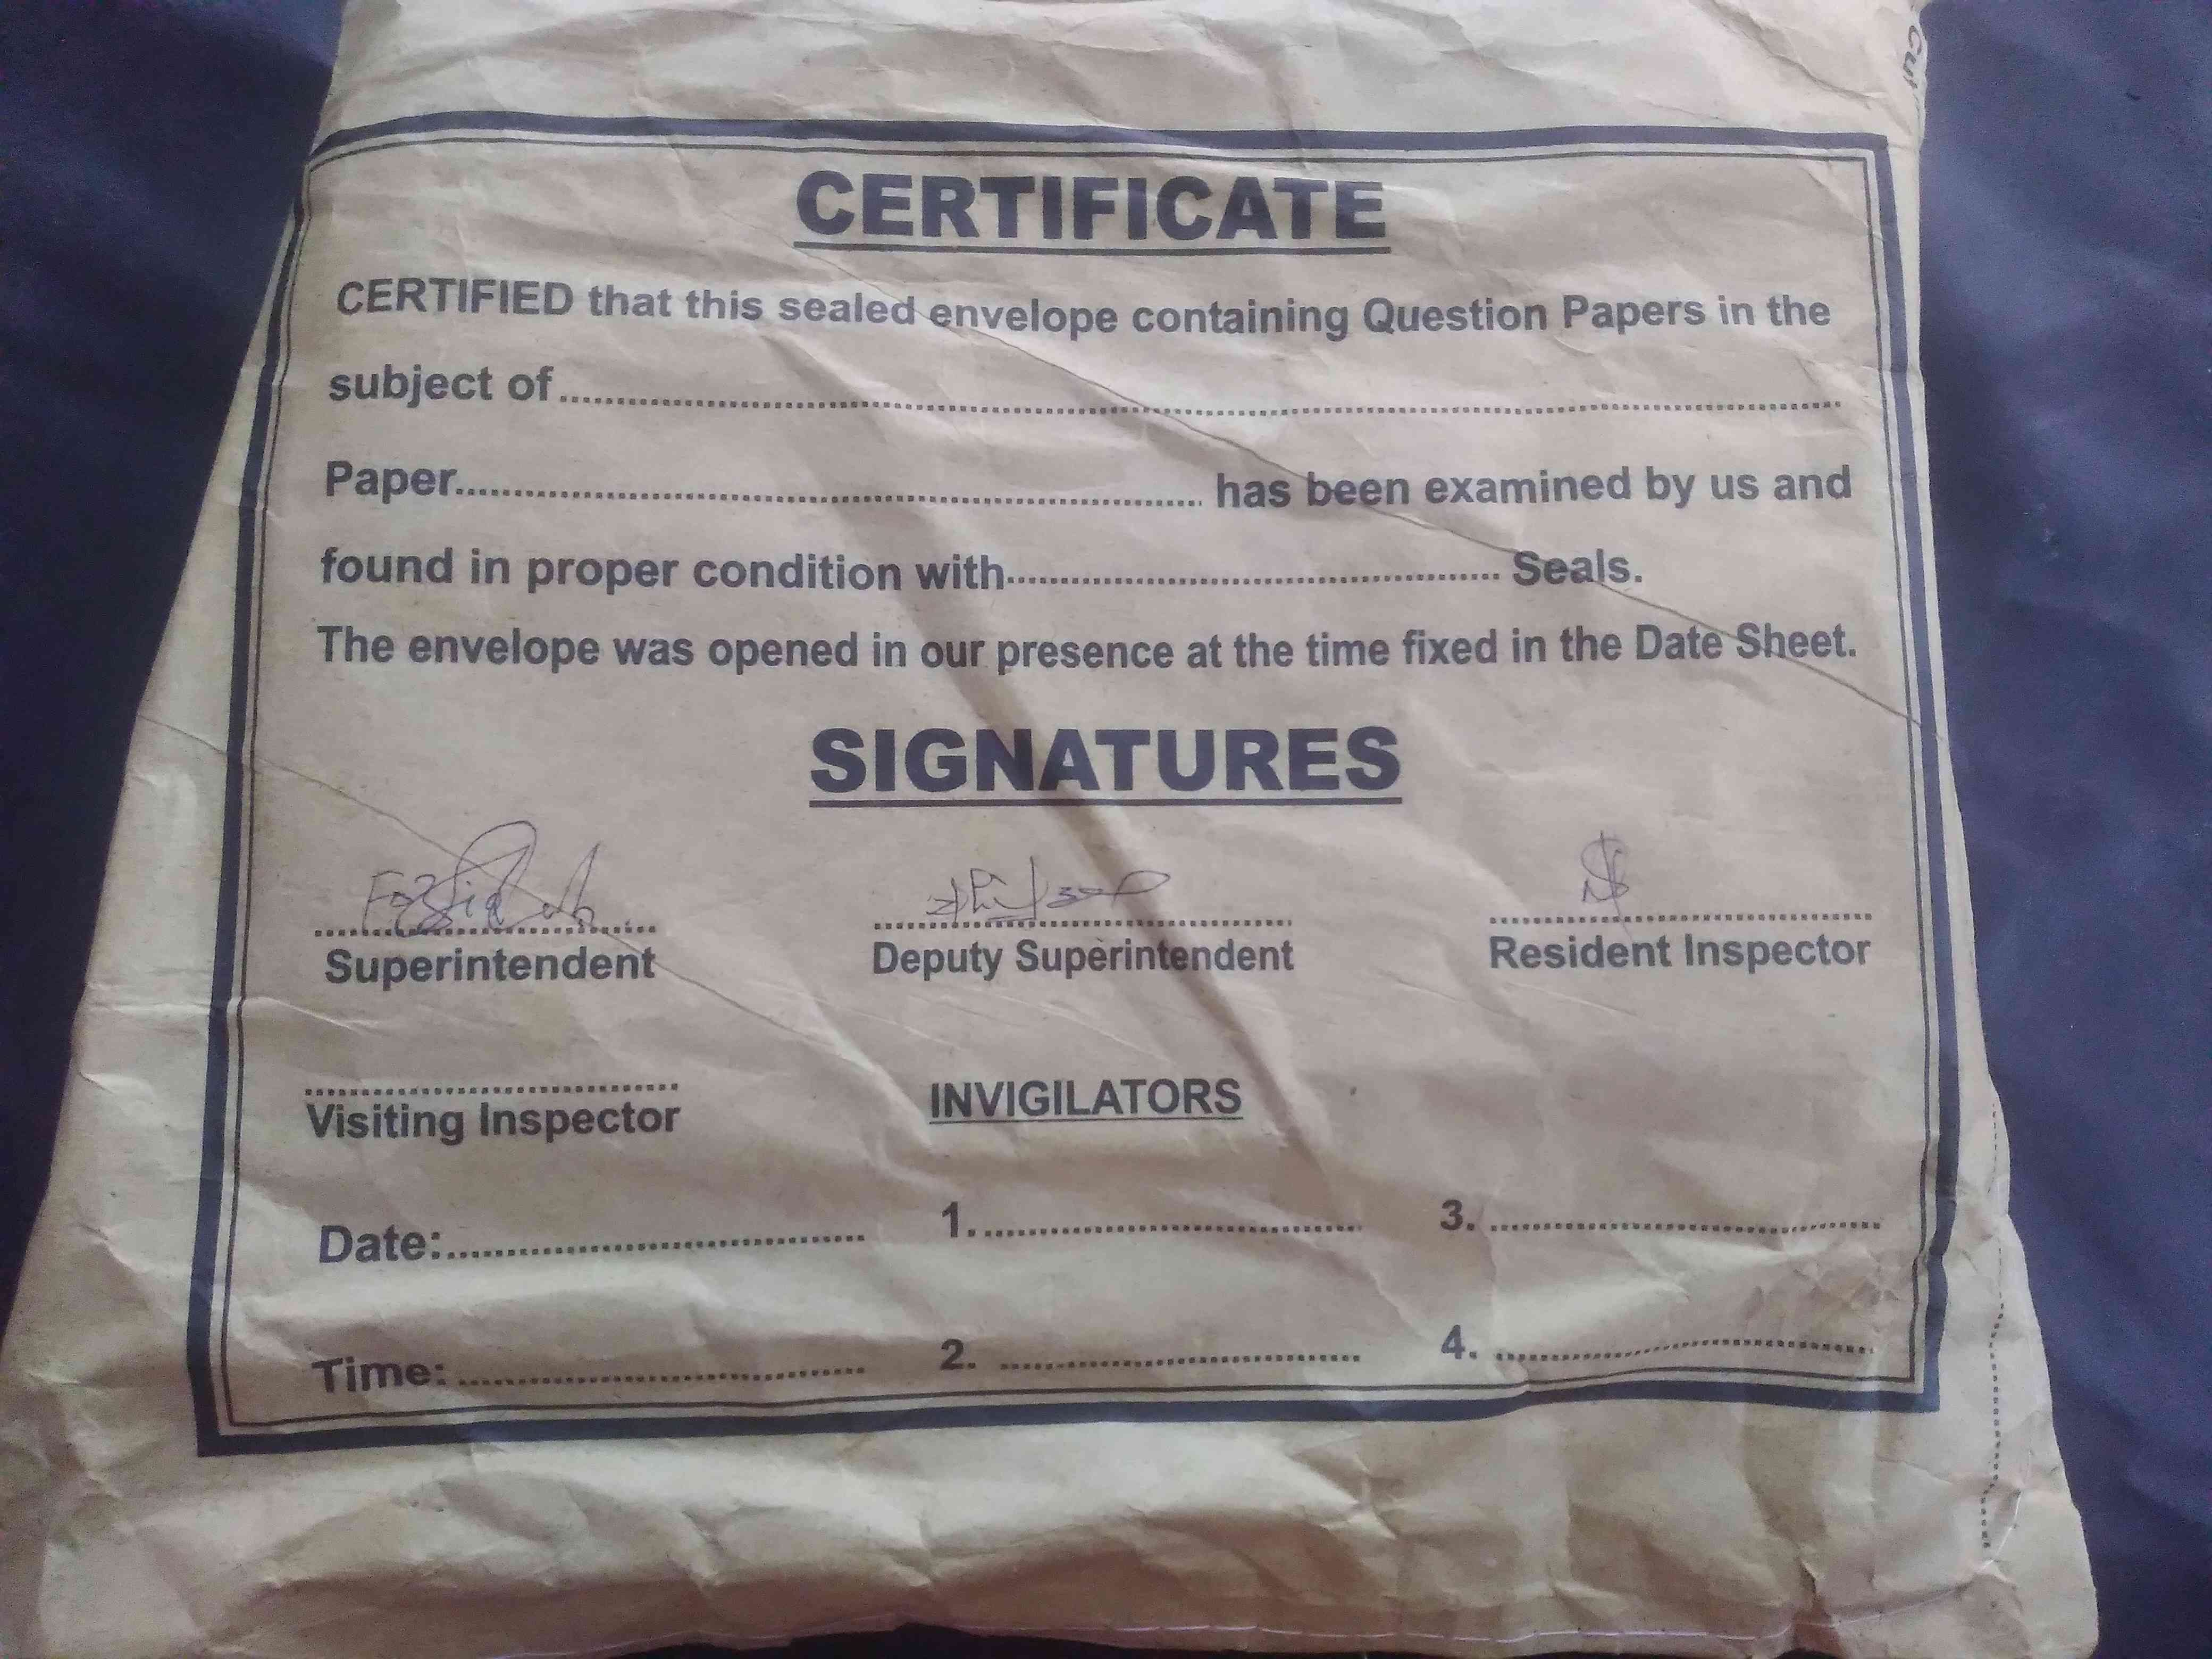 Cut
CERTIFICATE
CERTIFIED that this sealed envelope containing Question Papers in the
subject of................................................................
Paper........................................ has been examined by us and
found in proper condition with.............................. Seals.
The envelope was opened in our presence at the time fixed in the Date Sheet.
SIGNATURES
Superintendent Deputy Superintendent Resident Inspector
Visiting Inspector INVIGILATORS
Date:.............................. 1.............................. 3. ..............................
Time: .............................. 2. .............................. 4. ..............................